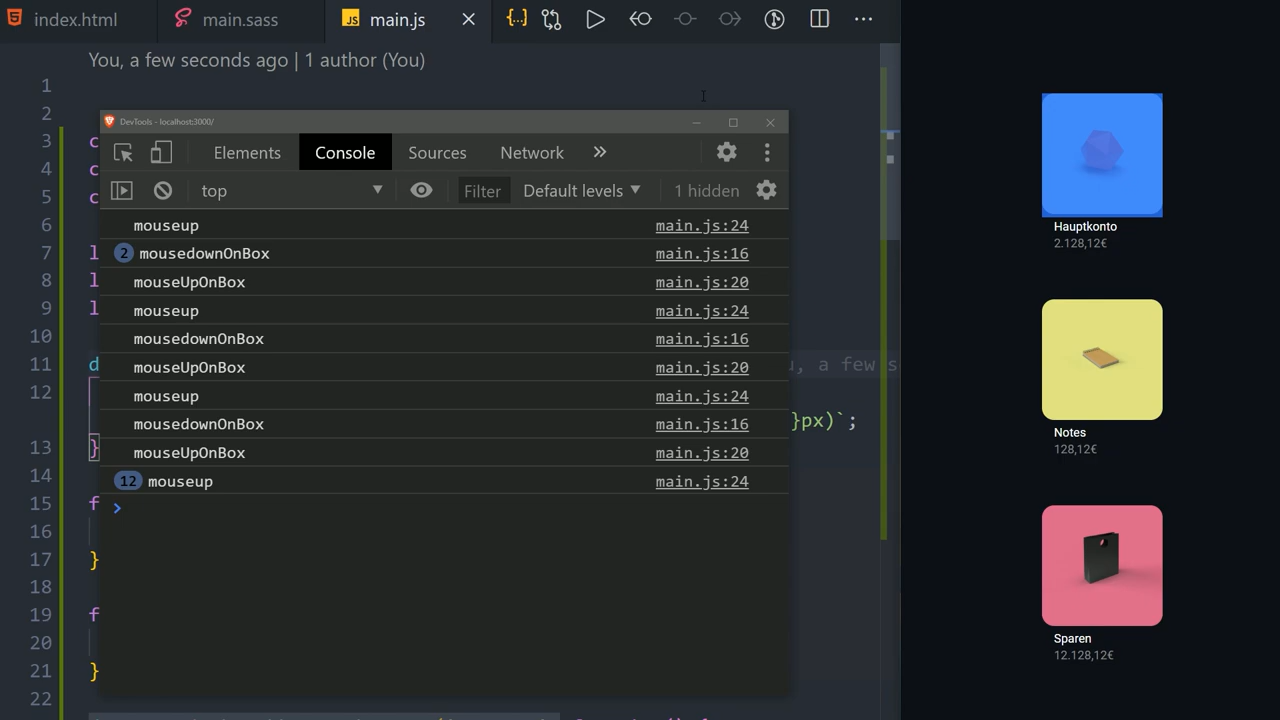 index.html main.sass JS main.js
You, a few seconds ago | 1 author (You)
1
2
DevTools - localhost:3000/
3 c
4 c
5 c
6
7 l
8 l
9 l
10
11 d , a few s
12
}px)`;
13 }
14
15 f
16
17 }
18
19 f
20
21 }
22
Elements Console Sources Network »
top Filter Default levels 1 hidden
mouseup main.js:24
2 mousedownOnBox main.js:16
mouseUpOnBox main.js:20
mouseup main.js:24
mousedownOnBox main.js:16
mouseUpOnBox main.js:20
mouseup main.js:24
mousedownOnBox main.js:16
mouseUpOnBox main.js:20
12 mouseup main.js:24
Hauptkonto
2.128,12€
Notes
128,12€
Sparen
12.128,12€